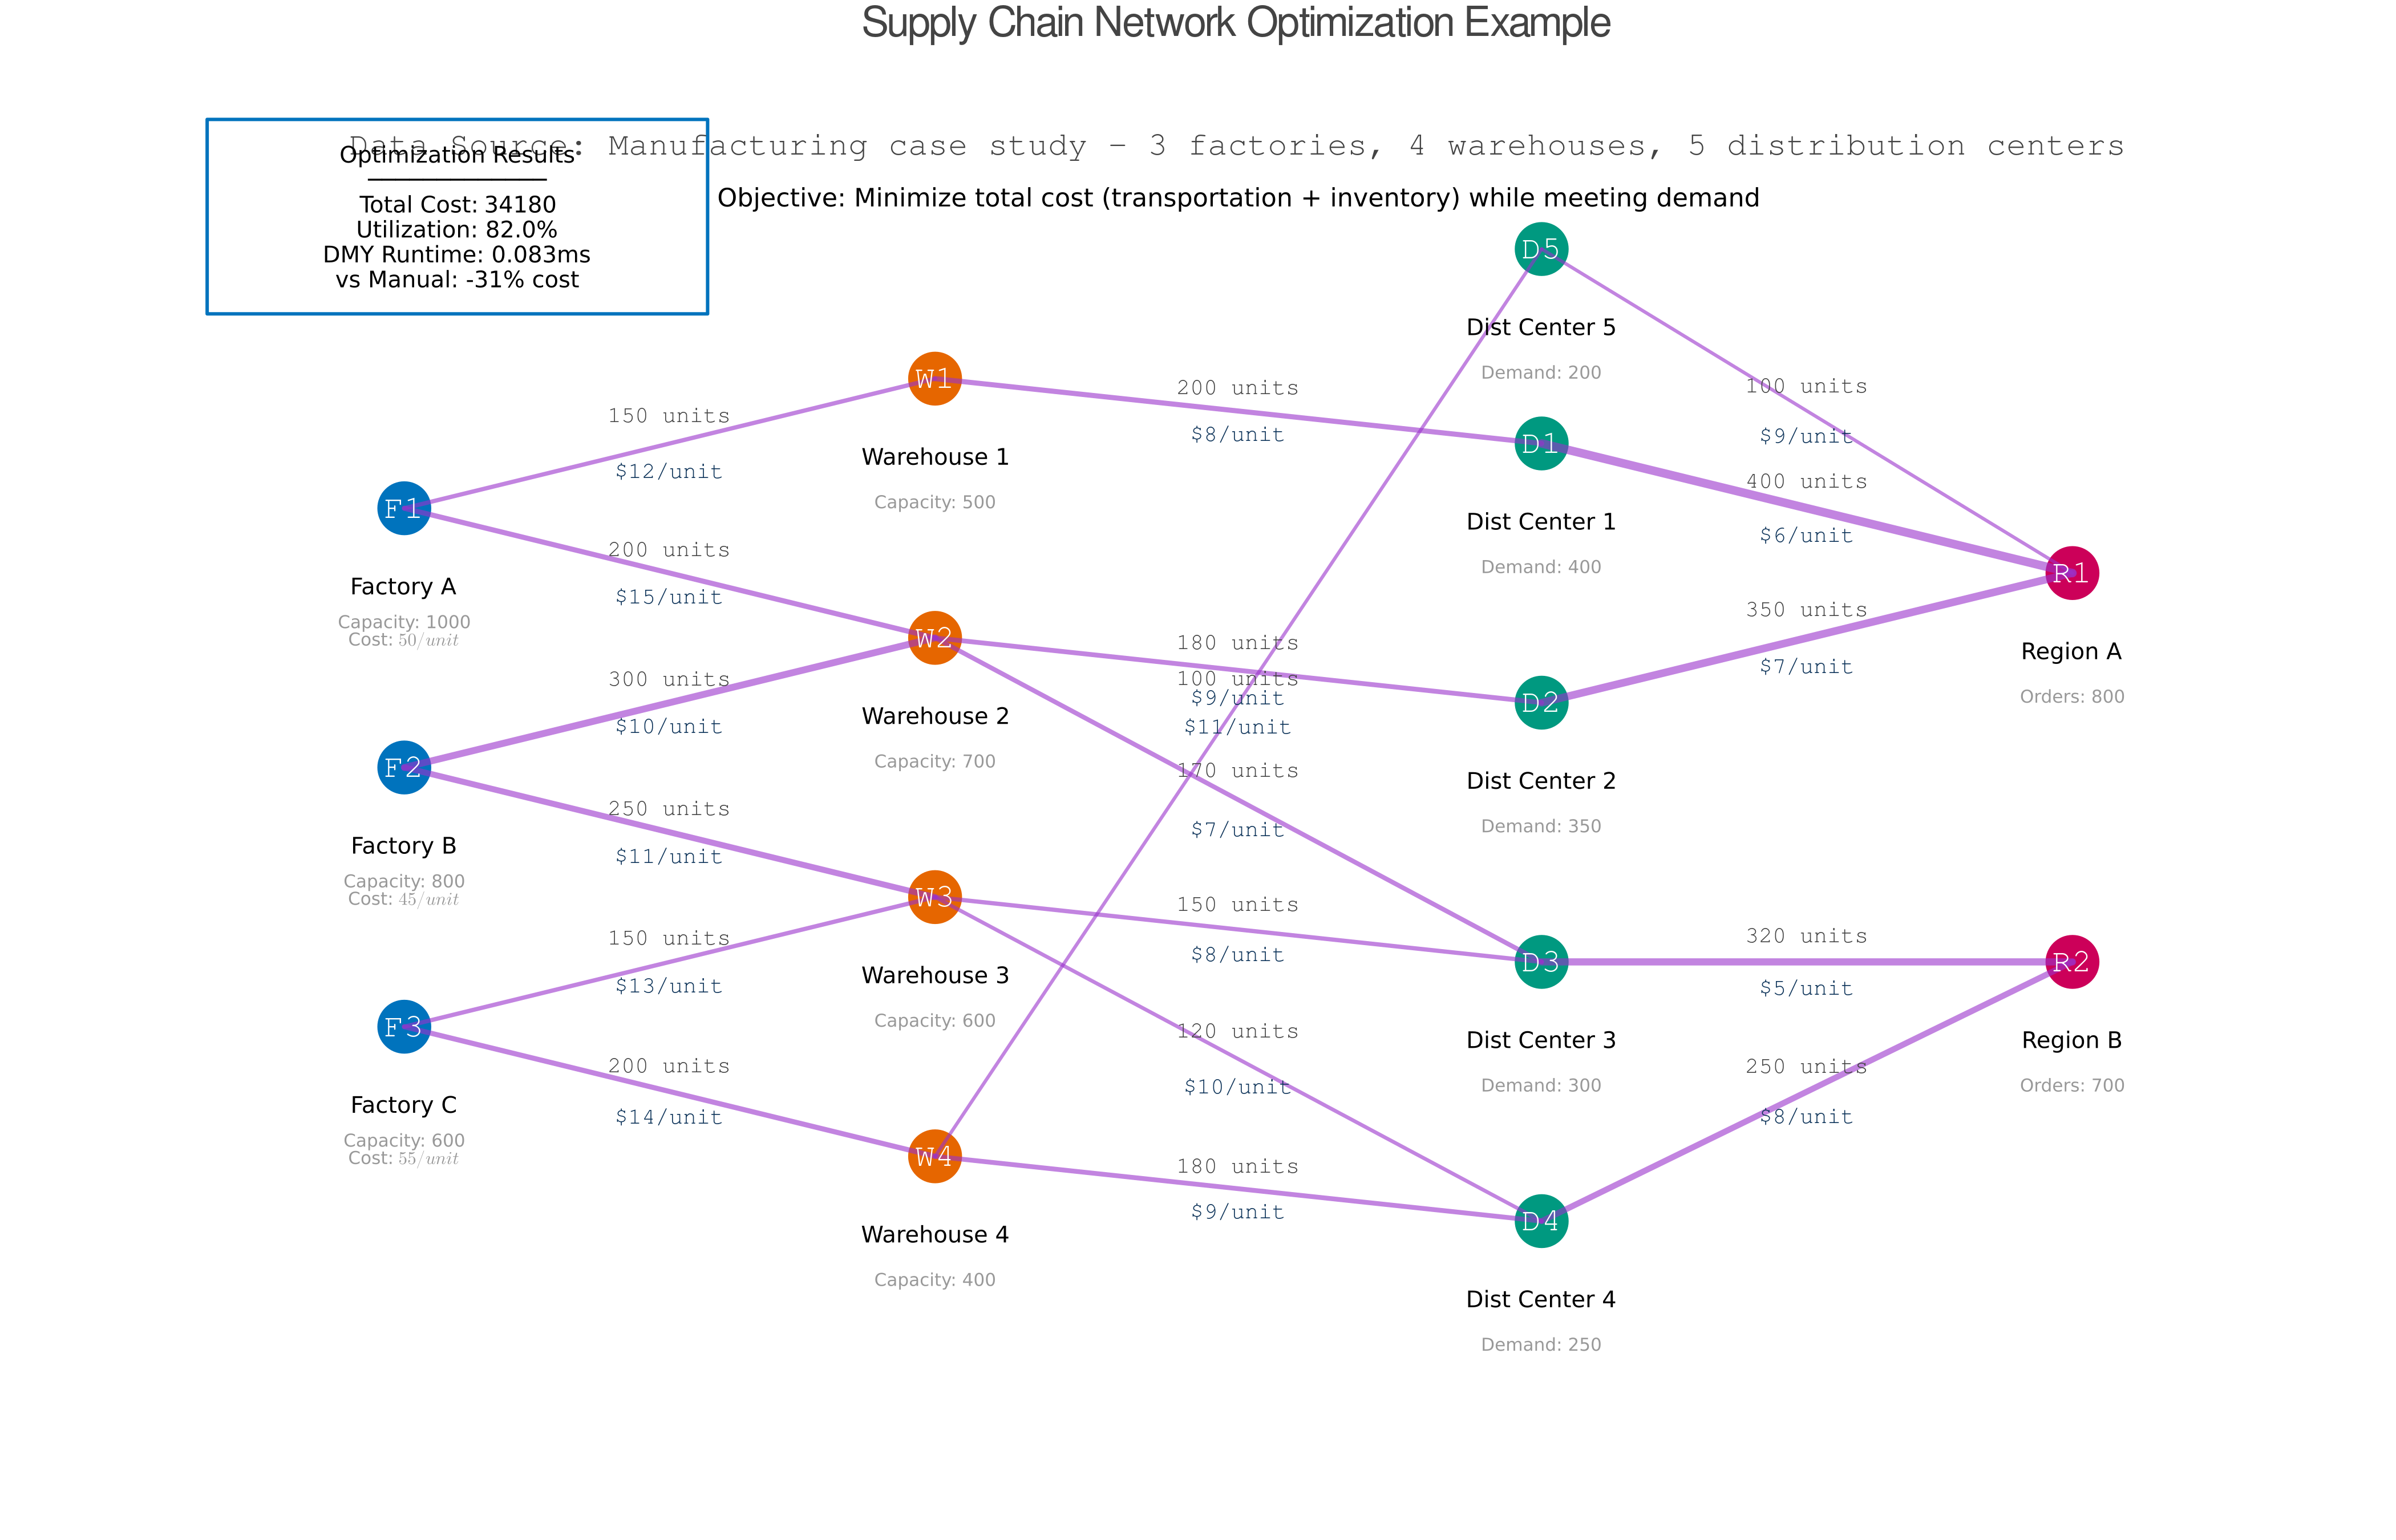 Supply Chain Network Optimization Example
Data Source: Manufacturing case study – 3 factories, 4 warehouses, 5 distribution centers
Objective: Minimize total cost (transportation + inventory) while meeting demand
Optimization Results
Total Cost: 34180
Utilization: 82.0%
DMY Runtime: 0.083ms
vs Manual: -31% cost
F1
Factory A
Capacity: 1000
Cost: 50/unit
F2
Factory B
Capacity: 800
Cost: 45/unit
F3
Factory C
Capacity: 600
Cost: 55/unit
150 units
$12/unit
200 units
$15/unit
300 units
$10/unit
250 units
$11/unit
150 units
$13/unit
200 units
$14/unit
W1
Warehouse 1
Capacity: 500
W2
Warehouse 2
Capacity: 700
W3
Warehouse 3
Capacity: 600
W4
Warehouse 4
Capacity: 400
200 units
$8/unit
180 units
100 units
$9/unit
$11/unit
170 units
$7/unit
150 units
$8/unit
120 units
$10/unit
180 units
$9/unit
D5
Dist Center 5
Demand: 200
D1
Dist Center 1
Demand: 400
D2
Dist Center 2
Demand: 350
D3
Dist Center 3
Demand: 300
D4
Dist Center 4
Demand: 250
100 units
$9/unit
400 units
$6/unit
350 units
$7/unit
320 units
$5/unit
250 units
$8/unit
R1
Region A
Orders: 800
R2
Region B
Orders: 700